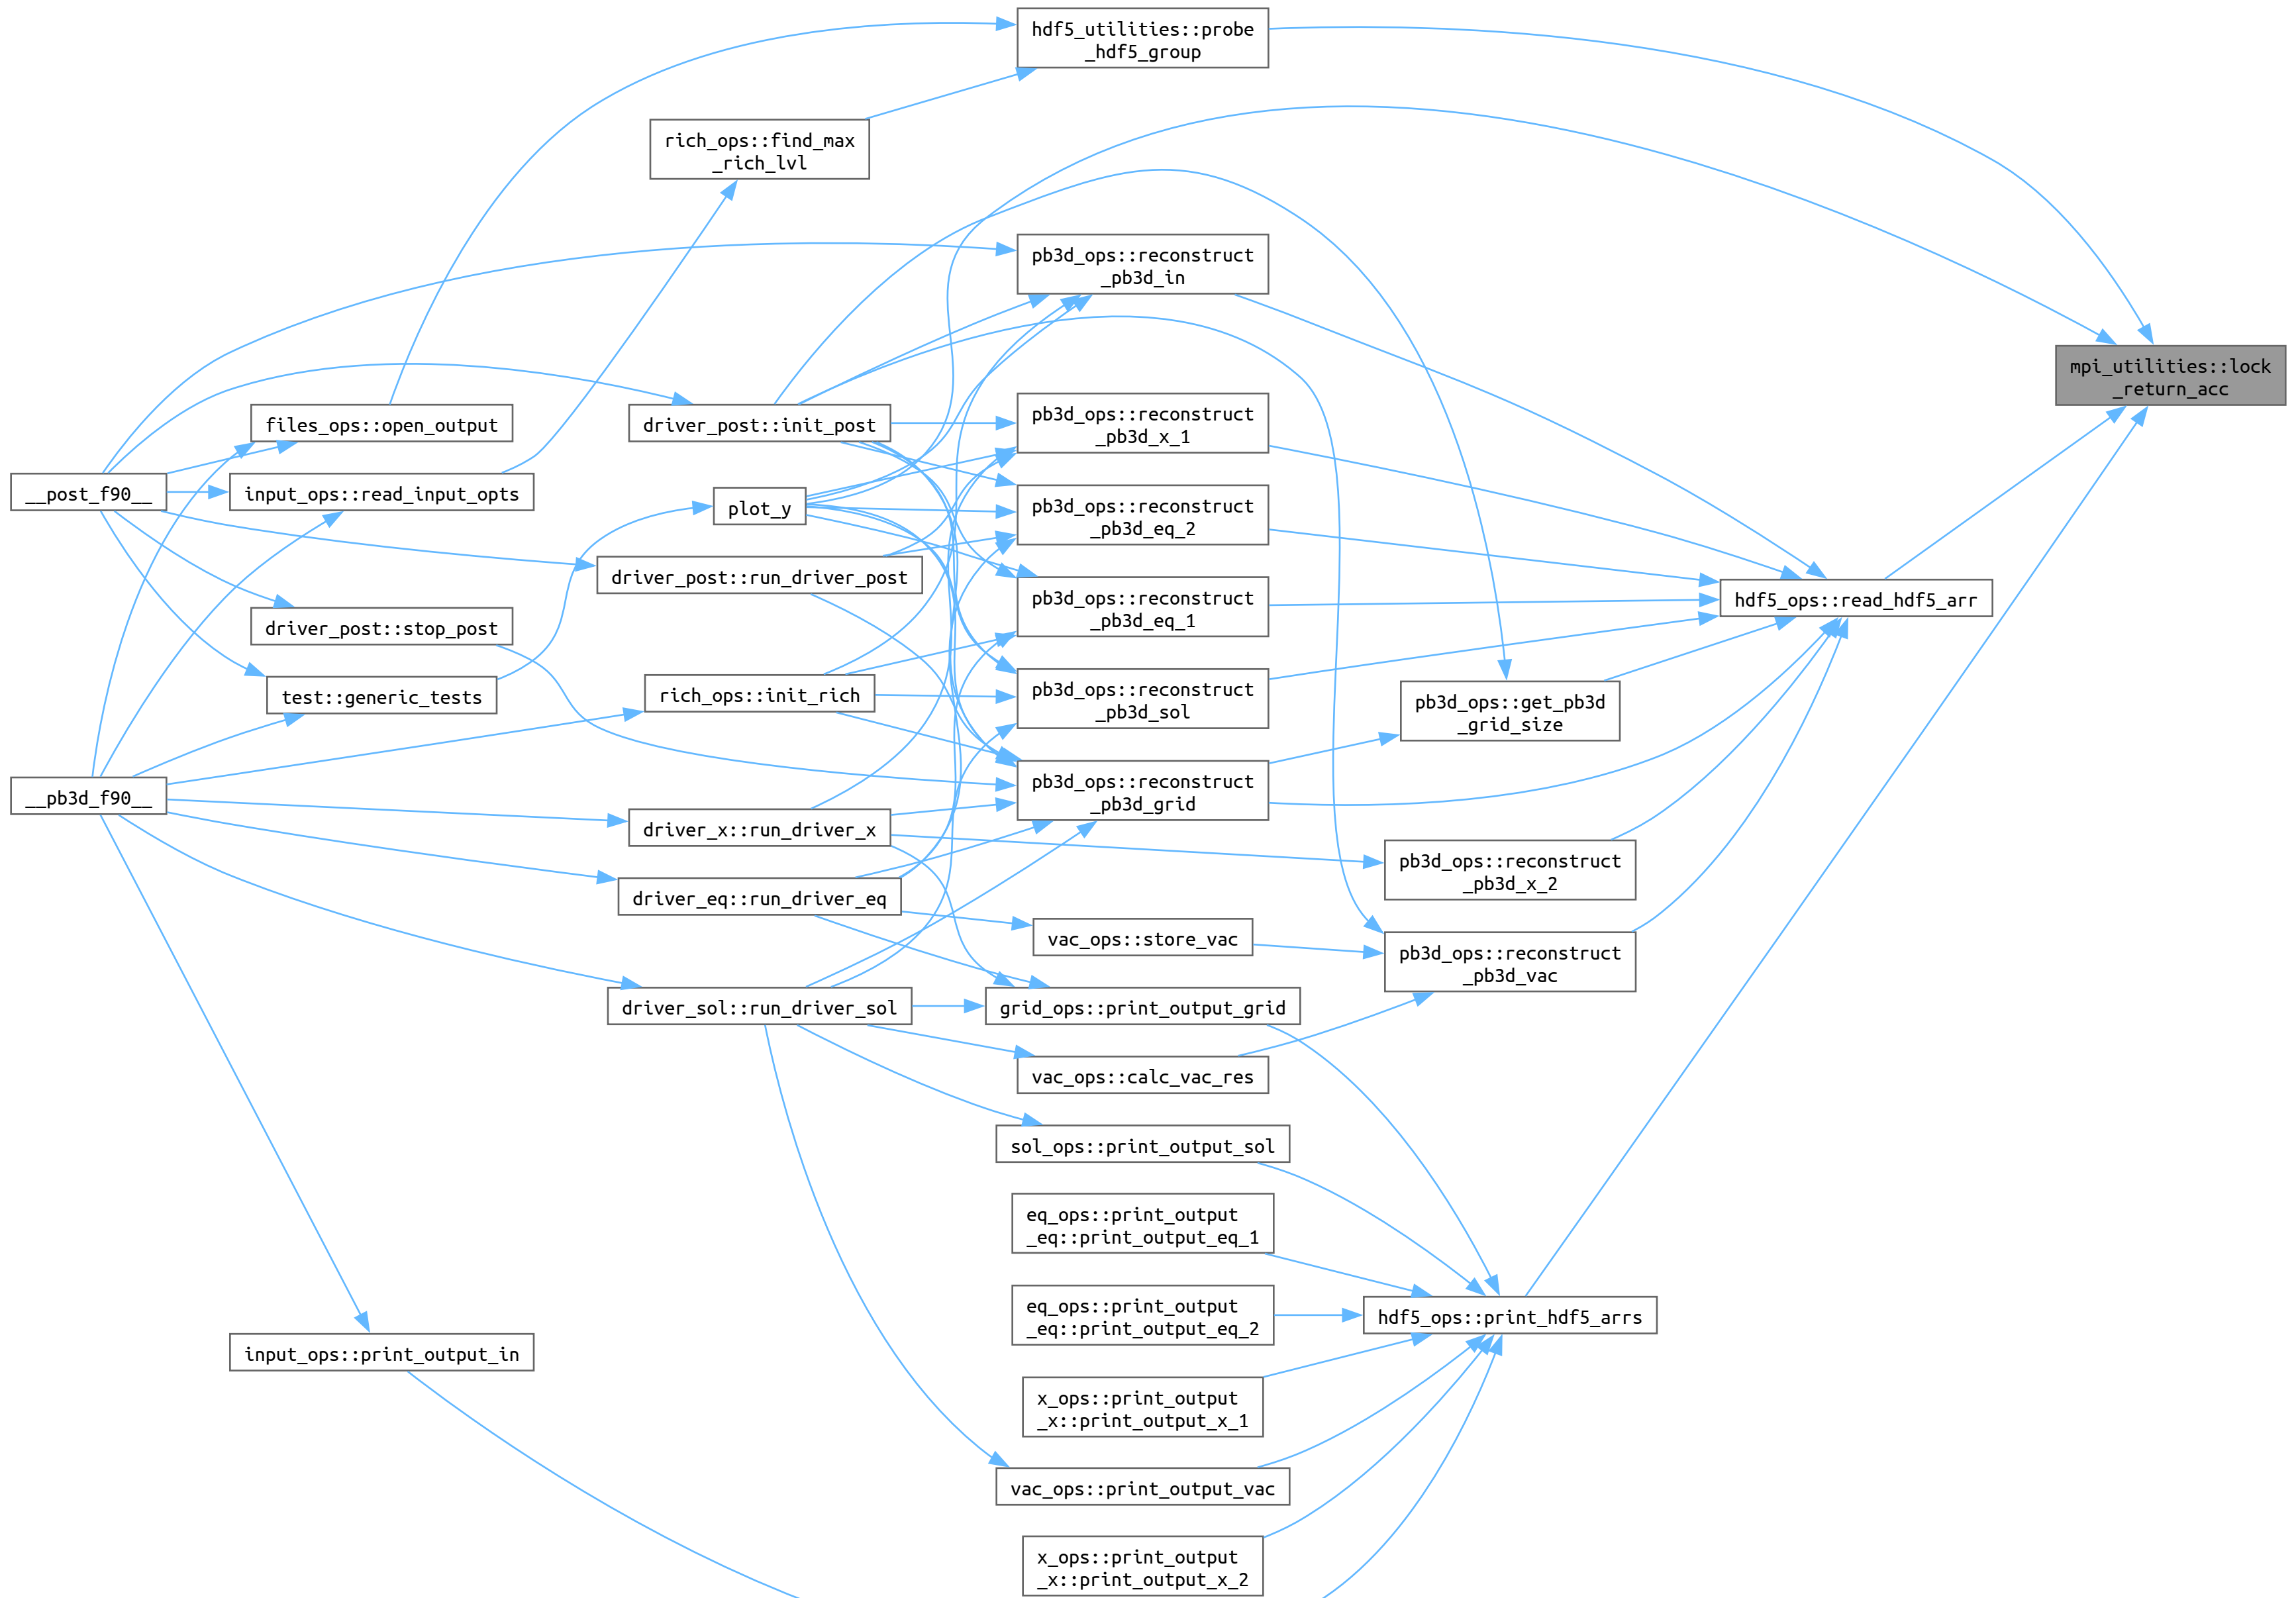 hdf5_utilities::probe
_hdf5_group
rich_ops::find_max
_rich_lvl
pb3d_ops::reconstruct
_pb3d_in
mpi_utilities::lock
_return_acc
files_ops::open_output
driver_post::init_post
pb3d_ops::reconstruct
_pb3d_x_1
__post_f90__
input_ops::read_input_opts
plot_y
pb3d_ops::reconstruct
_pb3d_eq_2
driver_post::run_driver_post
pb3d_ops::reconstruct
_pb3d_eq_1
hdf5_ops::read_hdf5_arr
driver_post::stop_post
test::generic_tests
rich_ops::init_rich
pb3d_ops::reconstruct
_pb3d_sol
pb3d_ops::get_pb3d
_grid_size
__pb3d_f90__
pb3d_ops::reconstruct
_pb3d_grid
driver_x::run_driver_x
pb3d_ops::reconstruct
_pb3d_x_2
driver_eq::run_driver_eq
vac_ops::store_vac
pb3d_ops::reconstruct
_pb3d_vac
driver_sol::run_driver_sol
grid_ops::print_output_grid
vac_ops::calc_vac_res
sol_ops::print_output_sol
eq_ops::print_output
_eq::print_output_eq_1
eq_ops::print_output
_eq::print_output_eq_2
hdf5_ops::print_hdf5_arrs
input_ops::print_output_in
x_ops::print_output
_x::print_output_x_1
vac_ops::print_output_vac
x_ops::print_output
_x::print_output_x_2